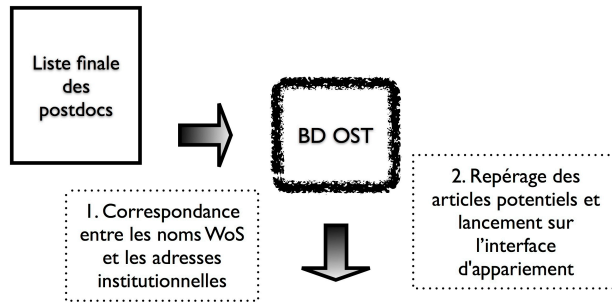 Liste finale
des
postdocs
BD OST
1. Correspondance
entre les noms WoS
et les adresses
institutionnelles
2. Repérage des
articles potentiels et
lancement sur
l'interface
d'appariement